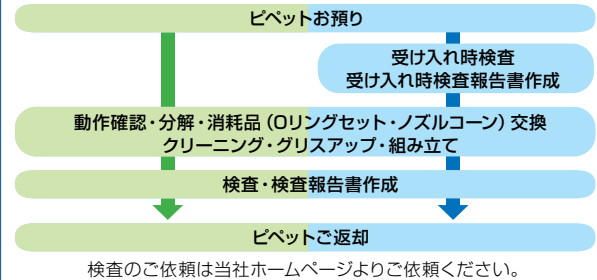 ピペットお預り
受け入れ時検査
受け入れ時検査報告書作成
動作確認・分解・消耗品（Oリングセット・ノズルコーン）交換
クリーニング・グリスアップ・組み立て
検査・検査報告書作成
ピペットご返却
検査のご依頼は当社ホームページよりご依頼ください。